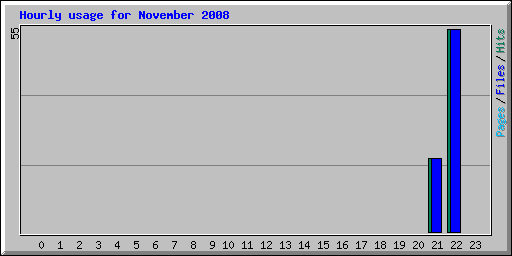 Hourly usage for November 2008
55
Pages/Files/Hits
0 1 2 3 4 5 6 7 8 9 10 11 12 13 14 15 16 17 18 19 20 21 22 23